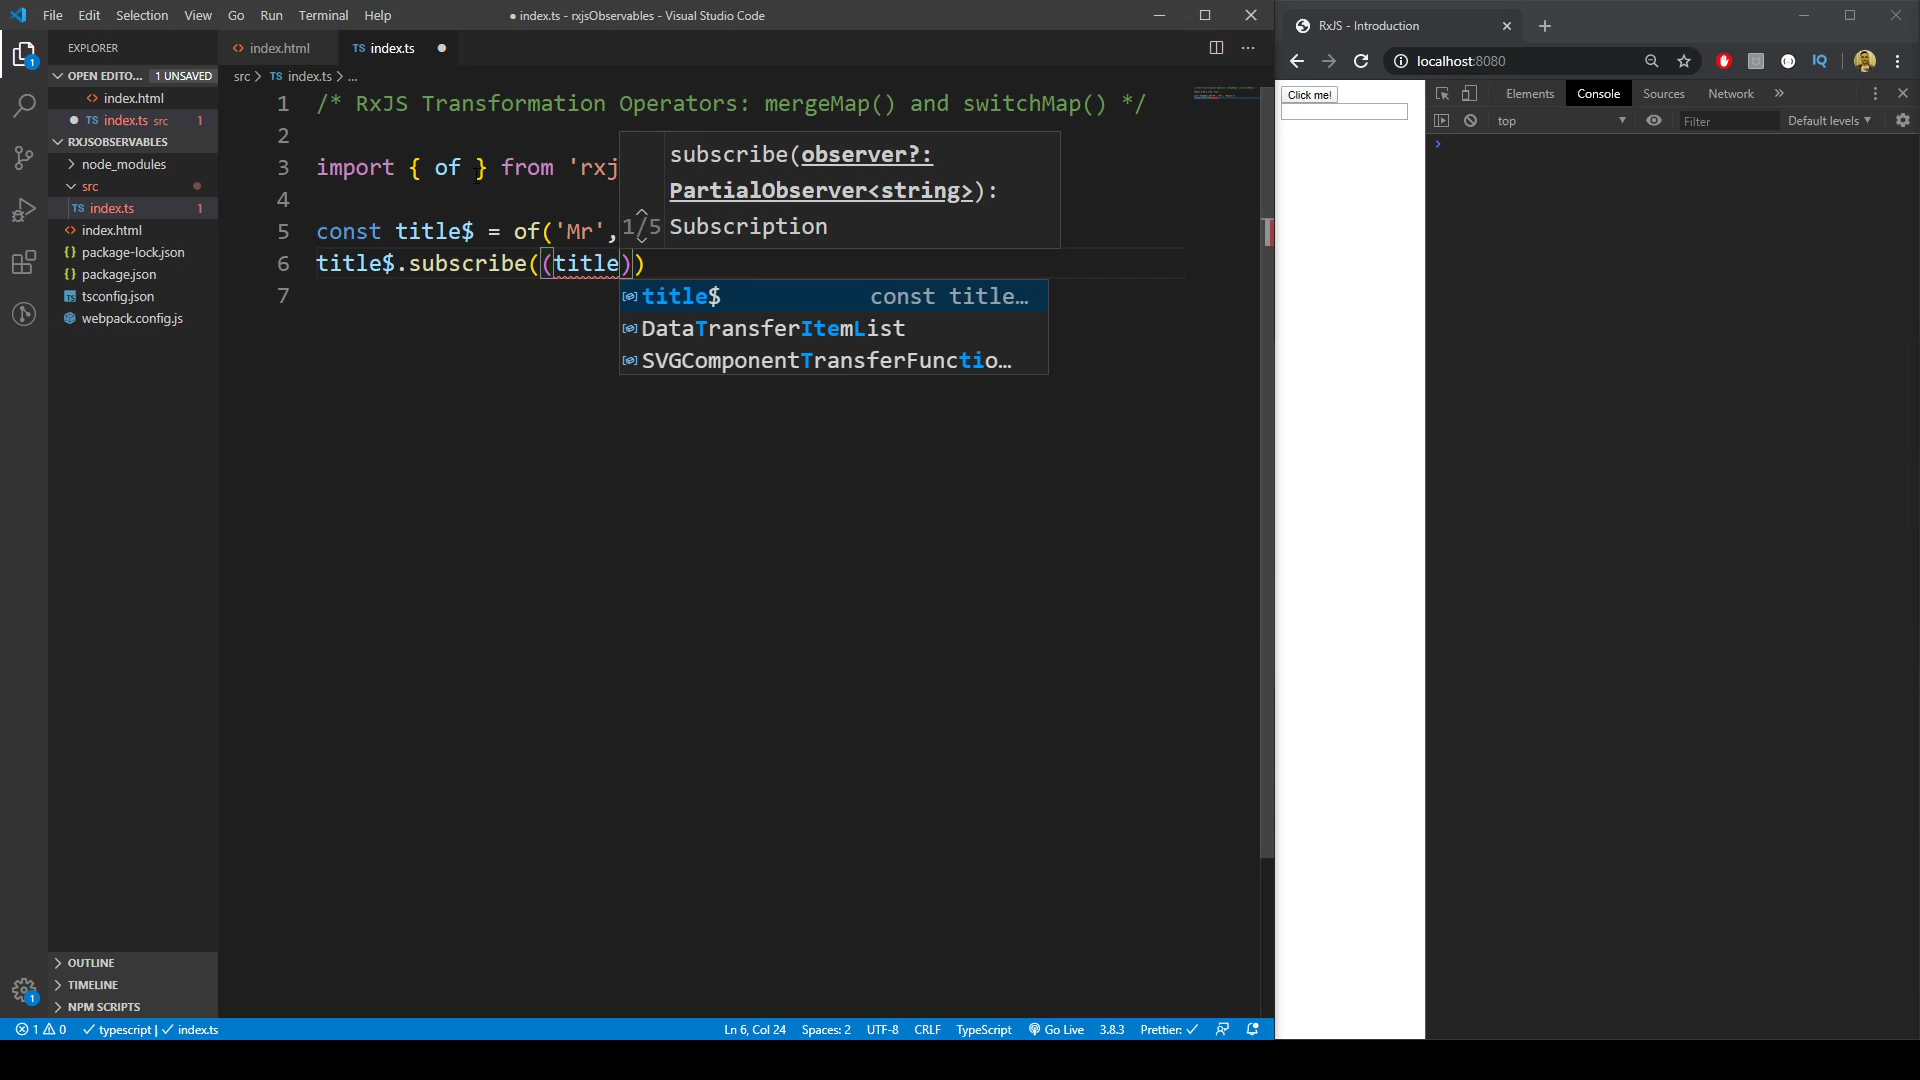 File Edit Selection View Go Run Terminal Help
● index.ts - rxjsObservables - Visual Studio Code
EXPLORER
OPEN EDITO... 1 UNSAVED
index.html
TS index.ts src 1
RXJSOBSERVABLES
node_modules
src
TS index.ts 1
index.html
package-lock.json
package.json
tsconfig.json
webpack.config.js
OUTLINE
TIMELINE
NPM SCRIPTS
index.html
TS index.ts
src > TS index.ts > ...
1 /* RxJS Transformation Operators: mergeMap() and switchMap() */
2
3 import { of } from 'rxj
4
5 const title$ = of('Mr',
6 title$.subscribe((title))
7
subscribe(observer?:
PartialObserver<string>):
1/5 Subscription
title$ const title…
DataTransferItemList
SVGComponentTransferFunctio…
1 0 typescript | index.ts
Ln 6, Col 24 Spaces: 2 UTF-8 CRLF TypeScript Go Live 3.8.3 Prettier: ✓
RxJS - Introduction
localhost:8080
IQ
Click me!
Elements Console Sources Network »
top Filter Default levels ▼